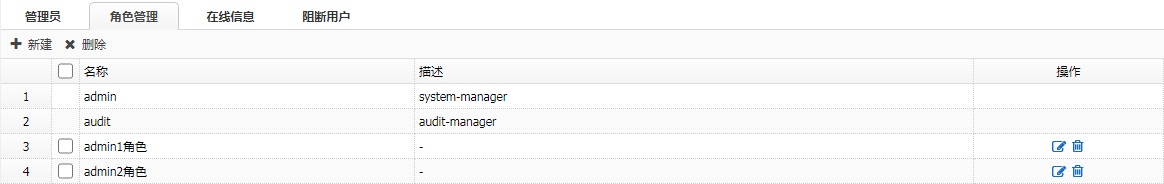 管理员 角色管理 在线信息 阻断用户
新建 删除
名称 描述 操作
1 admin system-manager
2 audit audit-manager
3 admin1角色 -
4 admin2角色 -